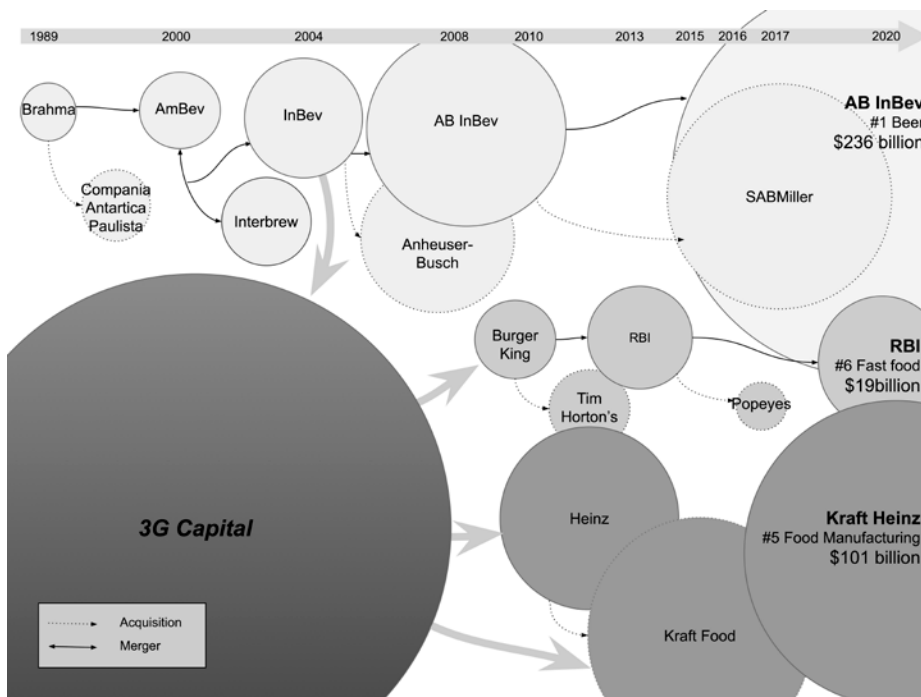 1989 2000 2004 2008 2010 2013 2015 2016 2017 2020
Brahma
AmBev
InBev
AB InBev
AB InBev
#1 Beer
$236 billion
Compania
Antartica
Paulista
Interbrew
Anheuser-
Busch
SABMiller
Burger
King
RBI
RBI
#6 Fast food
$19billion
Tim
Horton's
Popeyes
3G Capital
Heinz
Kraft Heinz
#5 Food Manufacturing
$101 billion
Kraft Food
Acquisition
Merger